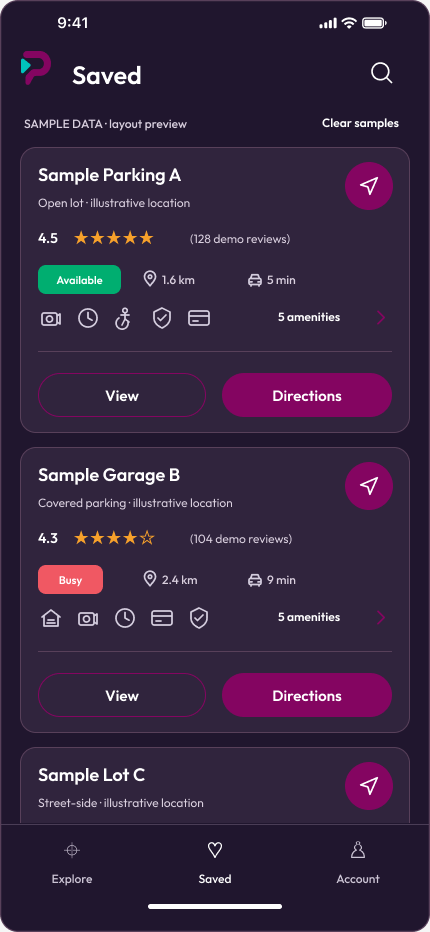 9:41
Saved
SAMPLE DATA · layout preview
Clear samples
Sample Parking A
Open lot · illustrative location
4.5 ★★★★★ (128 demo reviews)
Available 1.6 km 5 min
5 amenities
View Directions
Sample Garage B
Covered parking · illustrative location
4.3 ★★★★☆ (104 demo reviews)
Busy 2.4 km 9 min
5 amenities
View Directions
Sample Lot C
Street-side · illustrative location
Explore Saved Account